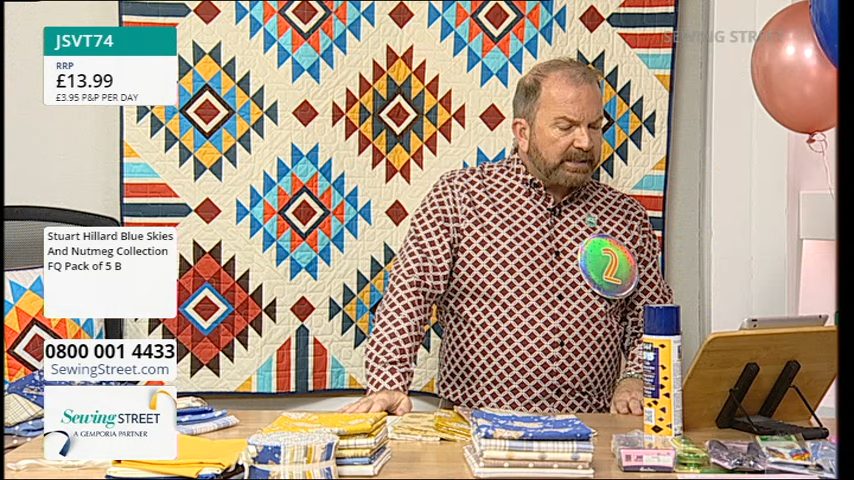 JSVT74
SEWING STREET
RRP
£13.99
£3.95 P&P PER DAY
2
Stuart Hillard Blue Skies
And Nutmeg Collection
FQ Pack of 5 B
0800 001 4433
SewingStreet.com
Sewing STREET
A GEMPORIA PARTNER